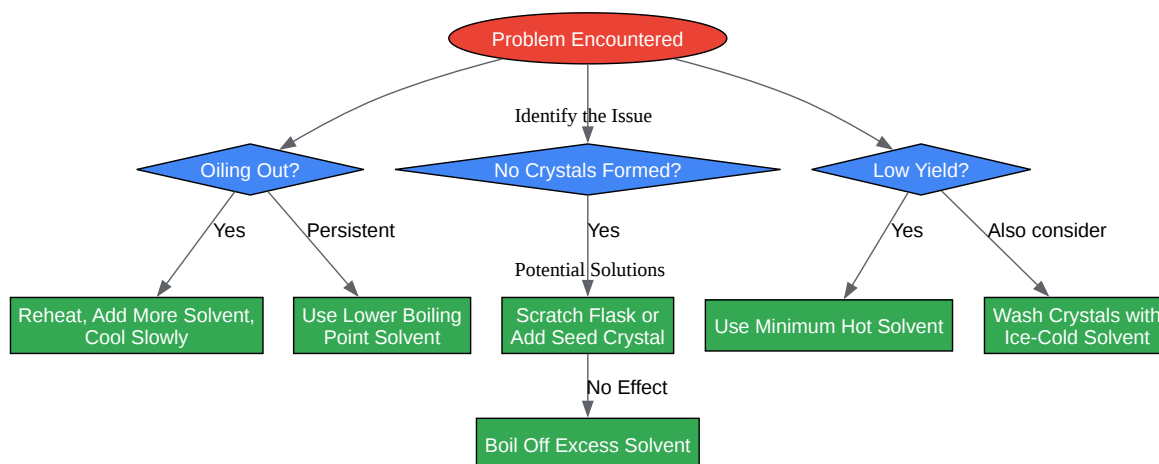 Problem Encountered
Identify the Issue
Oiling Out?
No Crystals Formed?
Low Yield?
Yes
Persistent
Yes
Yes
Also consider
Potential Solutions
Reheat, Add More Solvent,
Cool Slowly
Use Lower Boiling
Point Solvent
Scratch Flask or
Add Seed Crystal
Use Minimum Hot Solvent
Wash Crystals with
Ice-Cold Solvent
No Effect
Boil Off Excess Solvent